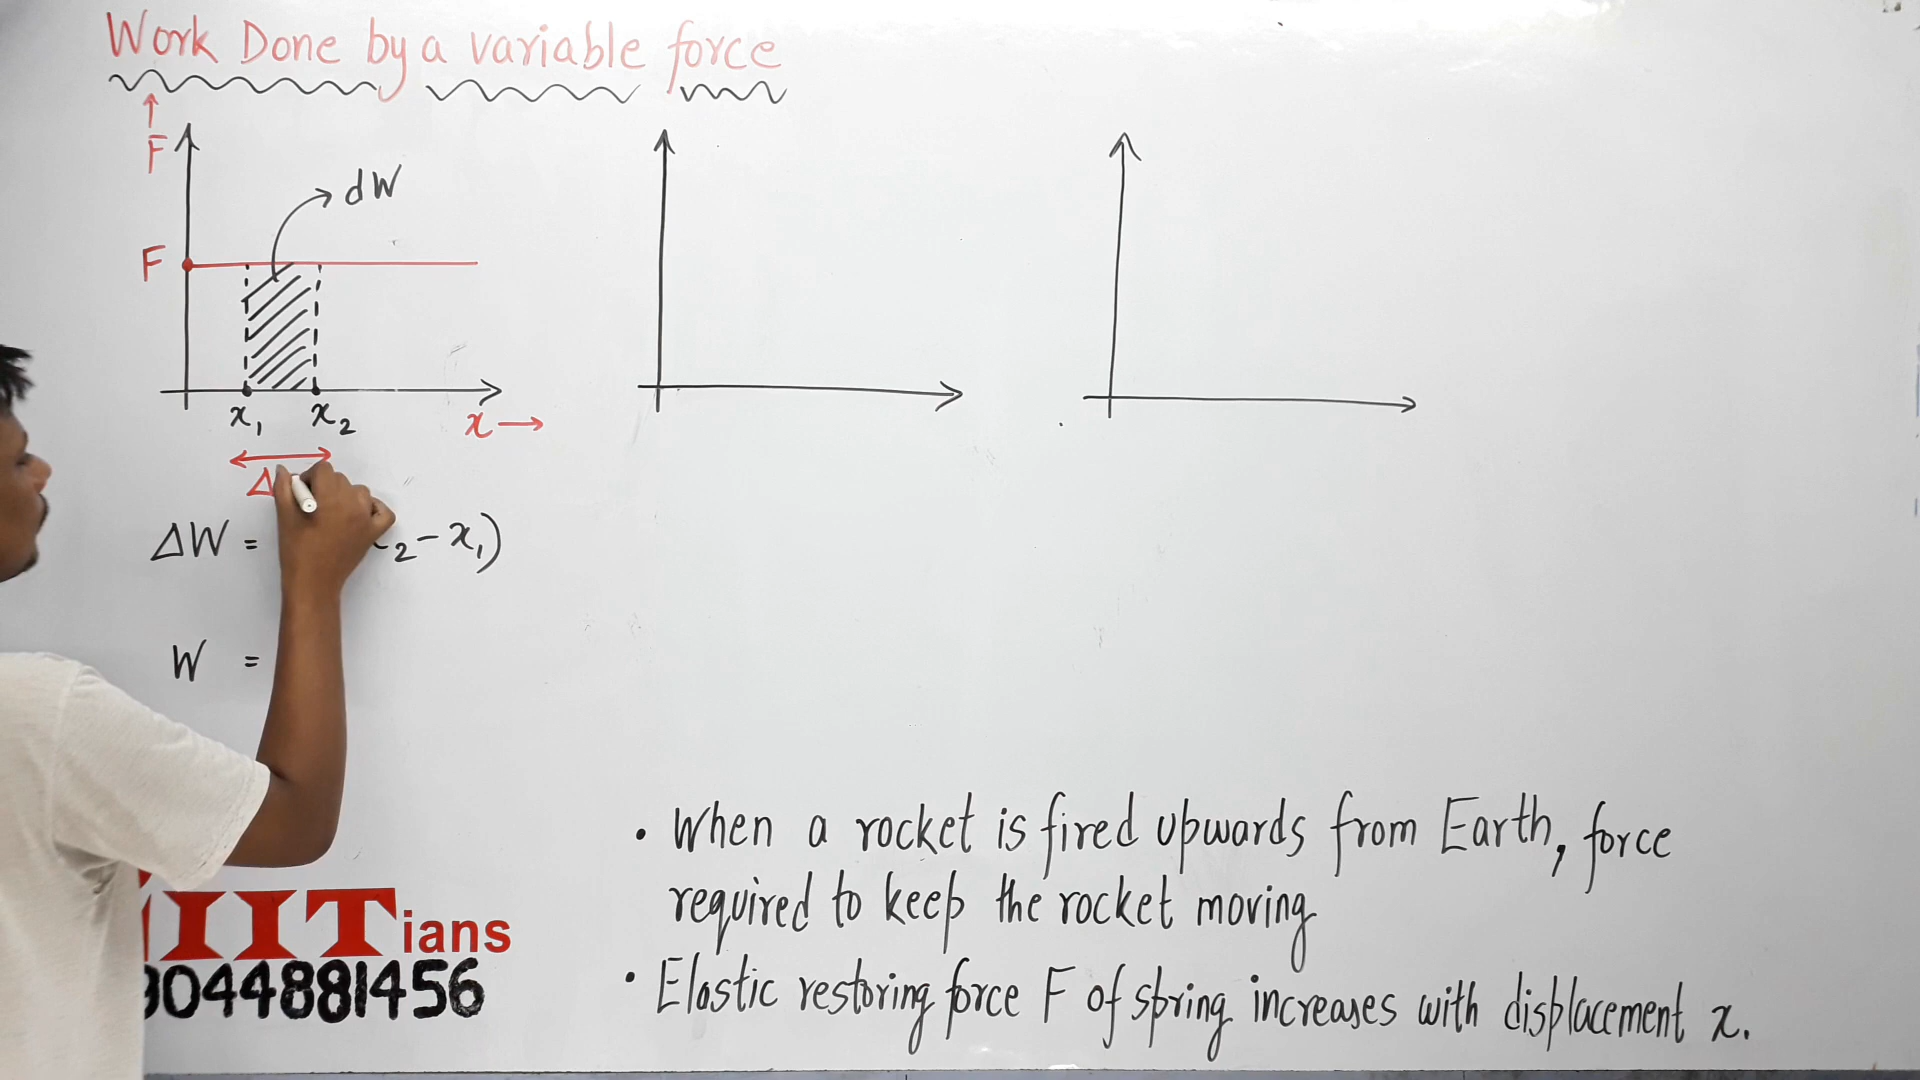 Work Done by a variable force
F
dW
F
x₁ x₂ x →
Δ
ΔW = ₂ - x₁)
W =
• When a rocket is fired upwards from Earth, force
required to keep the rocket moving
• Elastic restoring force F of spring increases with displacement x.
IITians
9044881456